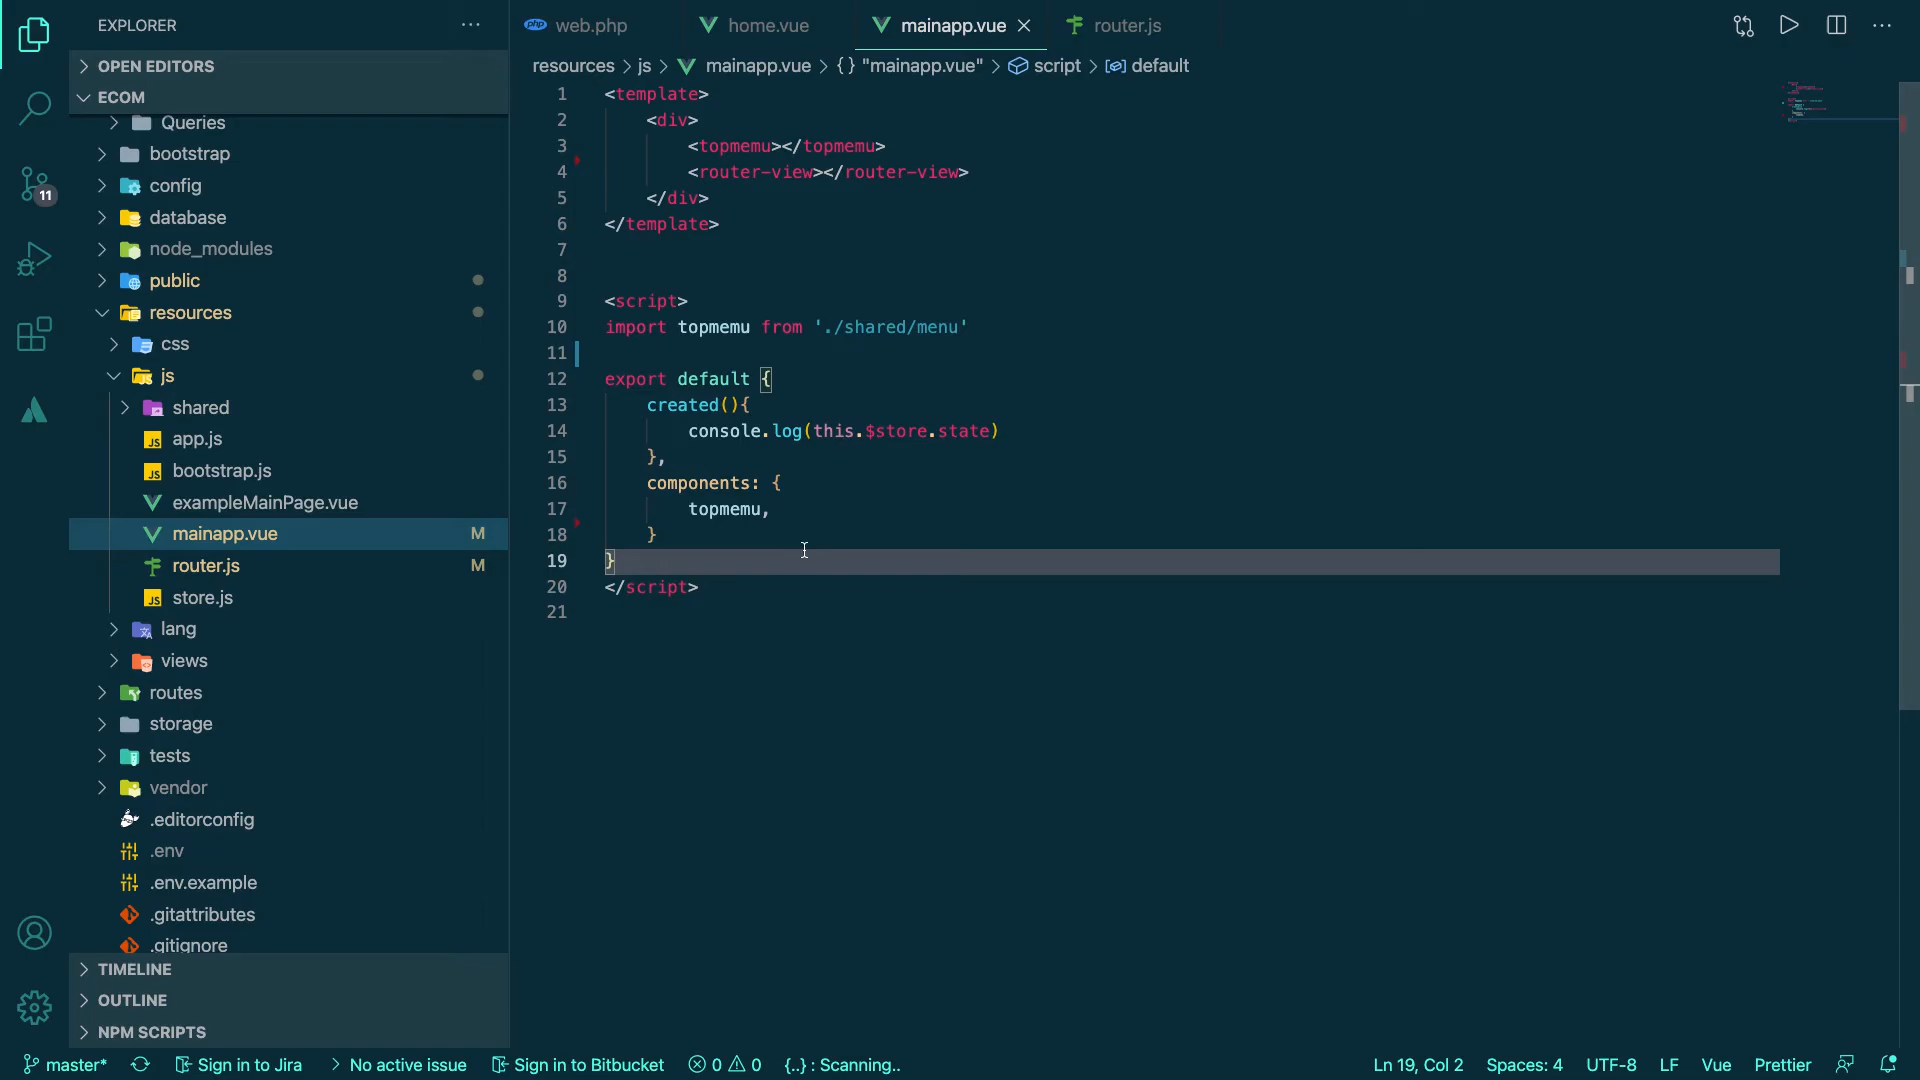 EXPLORER
OPEN EDITORS
ECOM
Queries
bootstrap
config
database
node_modules
public
resources
css
js
shared
app.js
bootstrap.js
exampleMainPage.vue
mainapp.vue M
router.js M
store.js
lang
views
routes
storage
tests
vendor
.editorconfig
.env
.env.example
.gitattributes
.gitignore
TIMELINE
OUTLINE
NPM SCRIPTS
11
php web.php home.vue mainapp.vue router.js
resources > js > mainapp.vue > {} "mainapp.vue" > script > default
1 <template>
2 <div>
3 <topmemu></topmemu>
4 <router-view></router-view>
5 </div>
6 </template>
7
8
9 <script>
10 import topmemu from './shared/menu'
11
12 export default {
13 created(){
14 console.log(this.$store.state)
15 },
16 components: {
17 topmemu,
18 }
19 }
20 </script>
21
master* Sign in to Jira No active issue Sign in to Bitbucket 0 0 {..} : Scanning.. Ln 19, Col 2 Spaces: 4 UTF-8 LF Vue Prettier